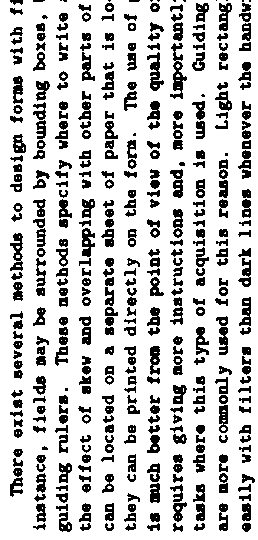 There exist several methods to design forms with fi
instance, fields may be surrounded by bounding boxes,
guiding rulers. These methods specify where to write
the effect of skew and overlapping with other parts of
can be located on a separate sheet of paper that is lo
they can be printed directly on the form. The use of
is much better from the point of view of the quality o
requires giving more instructions and, more importantly
tasks where this type of acquisition is used. Guiding
are more commonly used for this reason. Light rectang
easily with filters than dark lines whenever the handw